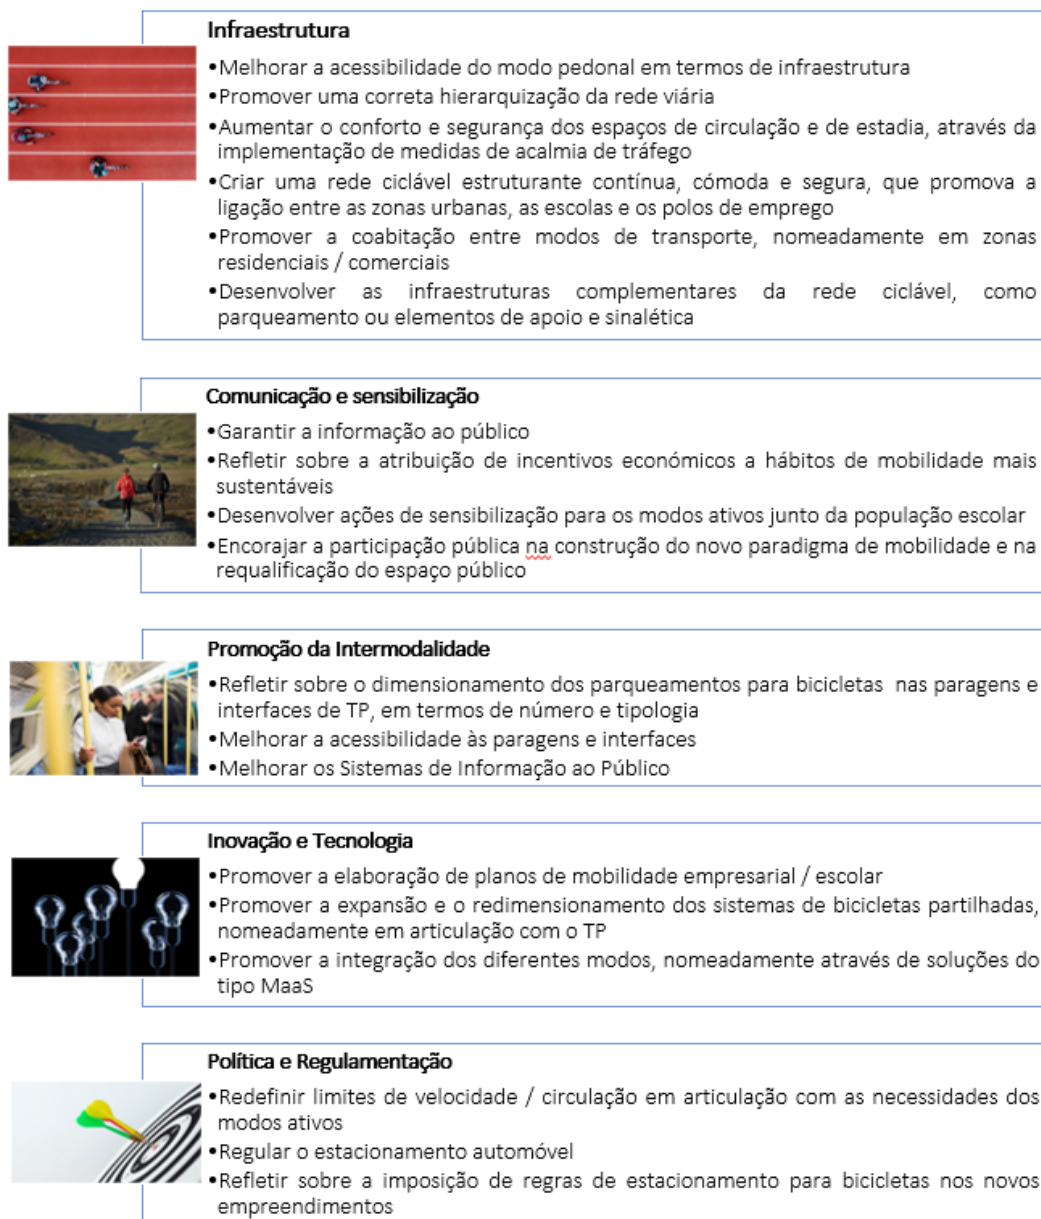 Infraestrutura
•Melhorar a acessibilidade do modo pedonal em termos de infraestrutura
•Promover uma correta hierarquização da rede viária
•Aumentar o conforto e segurança dos espaços de circulação e de estadia, através da
implementação de medidas de acalmia de tráfego
•Criar uma rede ciclável estruturante contínua, cómoda e segura, que promova a
ligação entre as zonas urbanas, as escolas e os polos de emprego
•Promover a coabitação entre modos de transporte, nomeadamente em zonas
residenciais / comerciais
•Desenvolver as infraestruturas complementares da rede ciclável, como
parqueamento ou elementos de apoio e sinalética
Comunicação e sensibilização
•Garantir a informação ao público
•Refletir sobre a atribuição de incentivos económicos a hábitos de mobilidade mais
sustentáveis
•Desenvolver ações de sensibilização para os modos ativos junto da população escolar
•Encorajar a participação pública na construção do novo paradigma de mobilidade e na
requalificação do espaço público
Promoção da Intermodalidade
•Refletir sobre o dimensionamento dos parqueamentos para bicicletas nas paragens e
interfaces de TP, em termos de número e tipologia
•Melhorar a acessibilidade às paragens e interfaces
•Melhorar os Sistemas de Informação ao Público
Inovação e Tecnologia
•Promover a elaboração de planos de mobilidade empresarial / escolar
•Promover a expansão e o redimensionamento dos sistemas de bicicletas partilhadas,
nomeadamente em articulação com o TP
•Promover a integração dos diferentes modos, nomeadamente através de soluções do
tipo MaaS
Política e Regulamentação
•Redefinir limites de velocidade / circulação em articulação com as necessidades dos
modos ativos
•Regular o estacionamento automóvel
•Refletir sobre a imposição de regras de estacionamento para bicicletas nos novos
empreendimentos